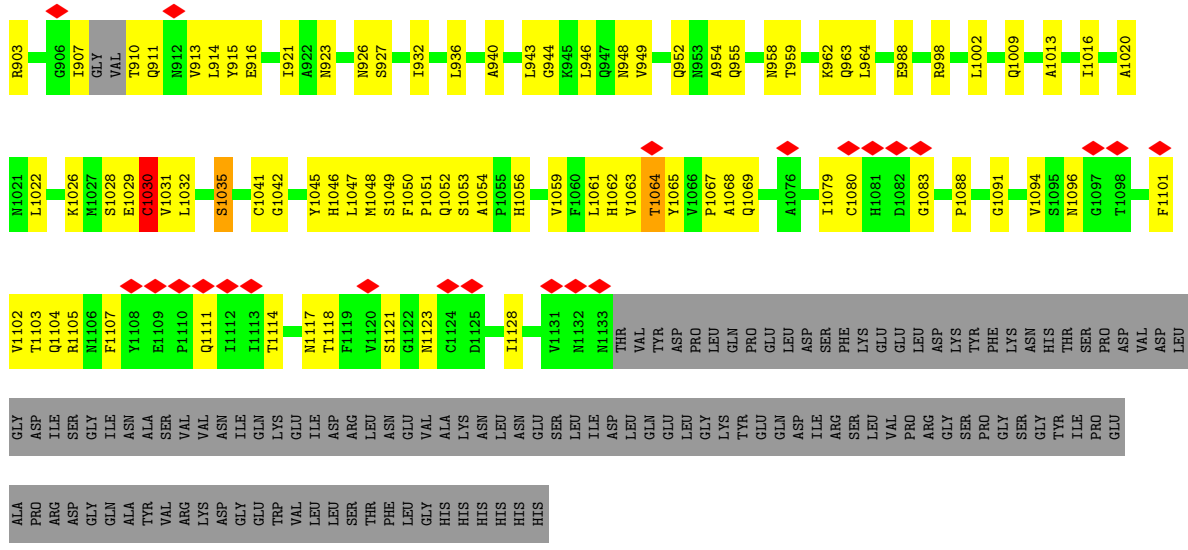 R903 G906 I907 GLY VAL T910 Q911 N912 V913 L914 Y915 E916 I921 A922 N923 N926 S927 I932 L936 A940 L943 G944 K945 L946 Q947 N948 V949 Q952 N953 A954 Q955 N958 T959 K962 Q963 L964 E988 R998 L1002 Q1009 A1013 I1016 A1020
N1021 L1022 K1026 M1027 S1028 E1029 C1030 V1031 L1032 S1035 C1041 G1042 Y1045 H1046 L1047 M1048 S1049 F1050 P1051 Q1052 S1053 A1054 P1055 H1056 V1059 F1060 L1061 H1062 V1063 T1064 Y1065 V1066 P1067 A1068 Q1069 A1076 I1079 C1080 H1081 D1082 G1083 P1088 G1091 V1094 S1095 N1096 G1097 T1098 F1101
V1102 T1103 Q1104 R1105 N1106 F1107 Y1108 E1109 P1110 Q1111 I1112 I1113 T1114 N1117 T1118 F1119 V1120 S1121 G1122 N1123 C1124 D1125 I1128 V1131 N1132 N1133 THR VAL TYR ASP PRO LEU GLN PRO GLU LEU ASP SER PHE LYS GLU GLU LEU ASP LYS TYR PHE LYS ASN HIS THR SER PRO ASP VAL ASP LEU
GLY ASP ILE SER GLY ILE ASN ALA SER VAL VAL ASN ILE GLN LYS GLU ILE ASP ARG LEU ASN GLU VAL ALA LYS ASN LEU ASN GLU SER LEU ILE ASP LEU GLN GLU LEU GLY LYS TYR GLU GLN ASP ILE ARG SER LEU VAL PRO ARG GLY SER PRO GLY SER GLY TYR ILE PRO GLU
ALA PRO ARG ASP GLY GLN ALA TYR VAL ARG LYS ASP GLY GLU TRP VAL LEU LEU SER THR PHE LEU GLY HIS HIS HIS HIS HIS HIS